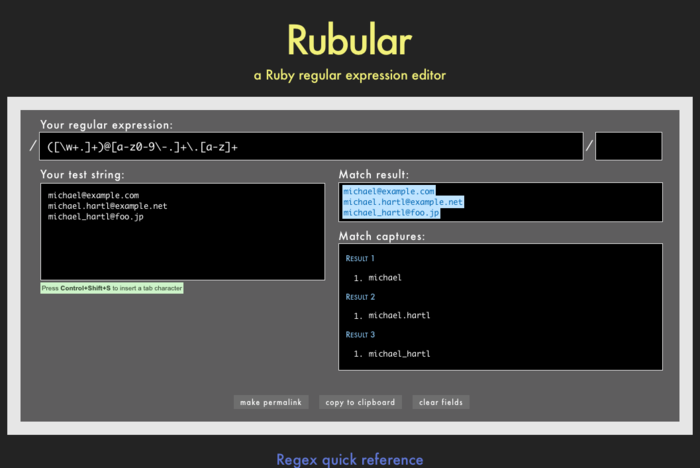 Rubular
a Ruby regular expression editor
Your regular expression:
/ ([\w+.]+)@[a-z0-9\-.]+\.[a-z]+ /
Your test string:
michael@example.com
michael.hartl@example.net
michael_hartl@foo.jp
Press Control+Shift+S to insert a tab character
Match result:
michael@example.com
michael.hartl@example.net
michael_hartl@foo.jp
Match captures:
Result 1
1. michael
Result 2
1. michael.hartl
Result 3
1. michael_hartl
make permalink copy to clipboard clear fields
Regex quick reference